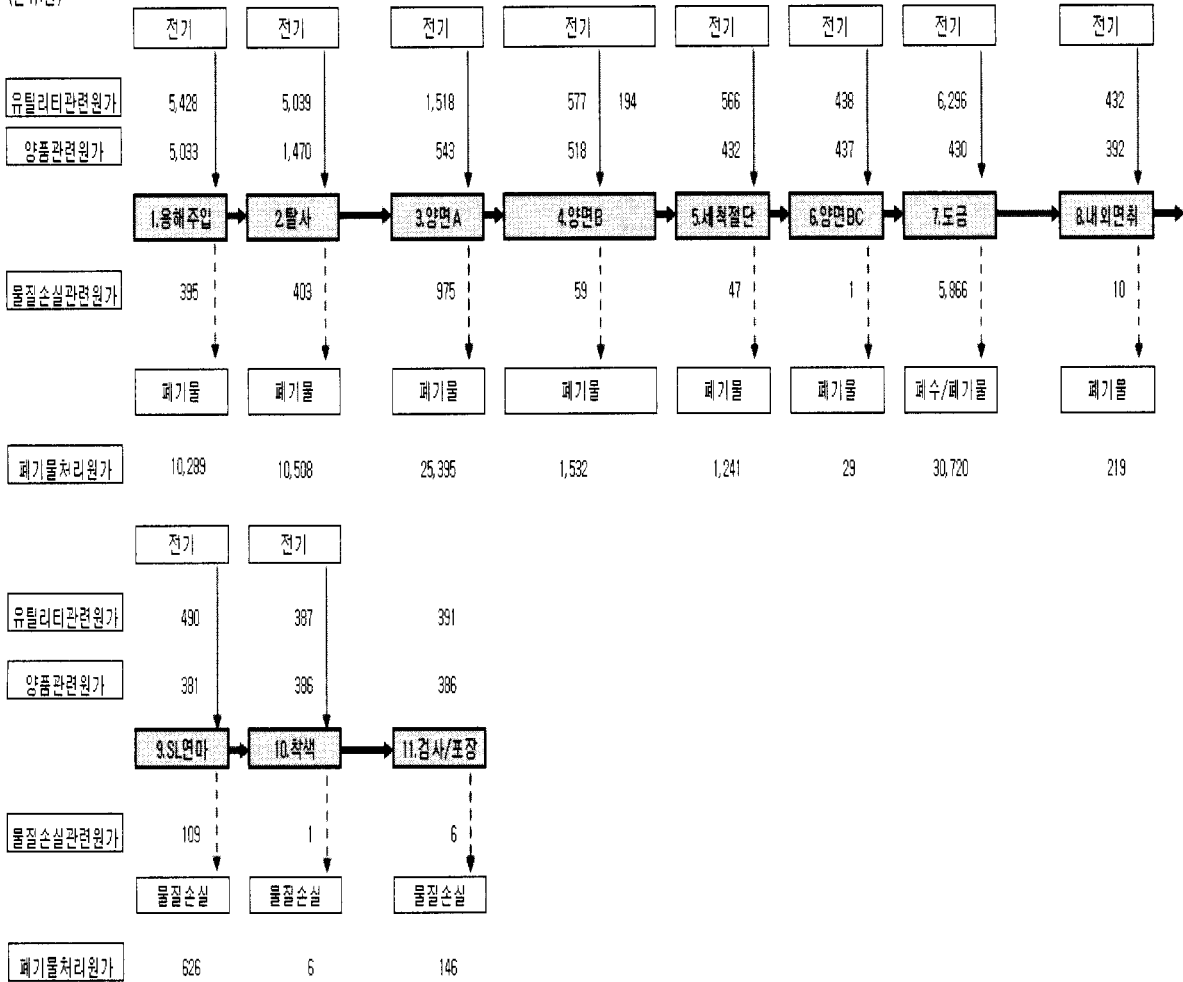 전기 전기 전기 전기 전기 전기 전기 전기
유틸리티관련원가 5,428 5,039 1,518 577 194 566 438 6,296 432
양품관련원가 5,033 1,470 543 518 432 437 430 392
1.용해주입 2.탈사 3.양면A 4.양면B 5.세척절단 6.양면BC 7.도금 8.내외면취
물질손실관련원가 395 403 975 59 47 1 5,866 10
폐기물 폐기물 폐기물 폐기물 폐기물 폐기물 폐수/폐기물 폐기물
폐기물처리원가 10,289 10,508 25,395 1,532 1,241 29 30,720 219
전기 전기
유틸리티관련원가 490 387 391
양품관련원가 381 386 386
9.SL연마 10.착색 11.검사/포장
물질손실관련원가 109 1 6
물질손실 물질손실 물질손실
폐기물처리원가 626 6 146